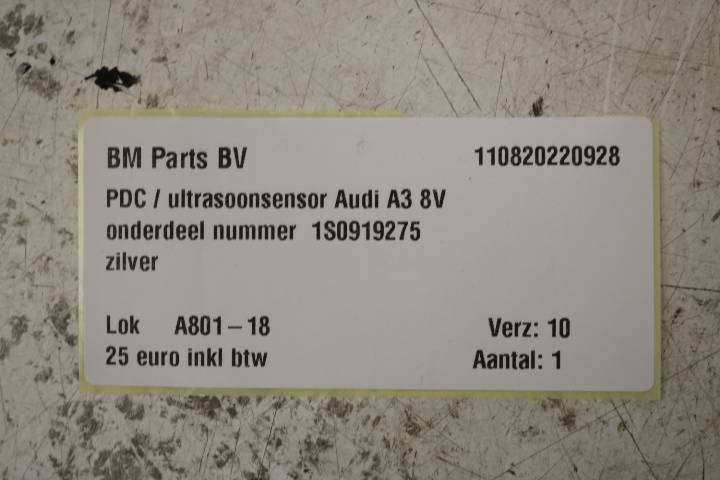 BM Parts BV 110820220928
PDC / ultrasoonsensor Audi A3 8V
onderdeel nummer 1S0919275
zilver
Lok A801-18 Verz: 10
25 euro inkl btw Aantal: 1